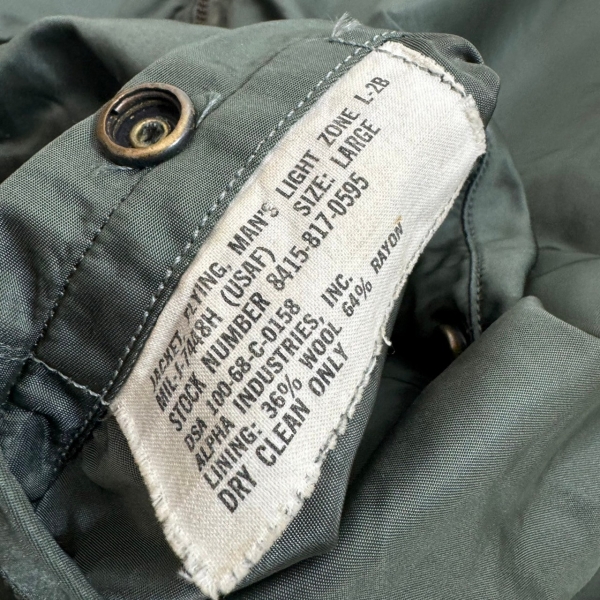 JACKET, FLYING, MAN'S LIGHT ZONE L-2B
MIL-J-7448H (USAF) SIZE: LARGE
STOCK NUMBER 8415-817-0595
DSA 100-68-C-0158
ALPHA INDUSTRIES, INC.
LINING: 36% WOOL 64% RAYON
DRY CLEAN ONLY